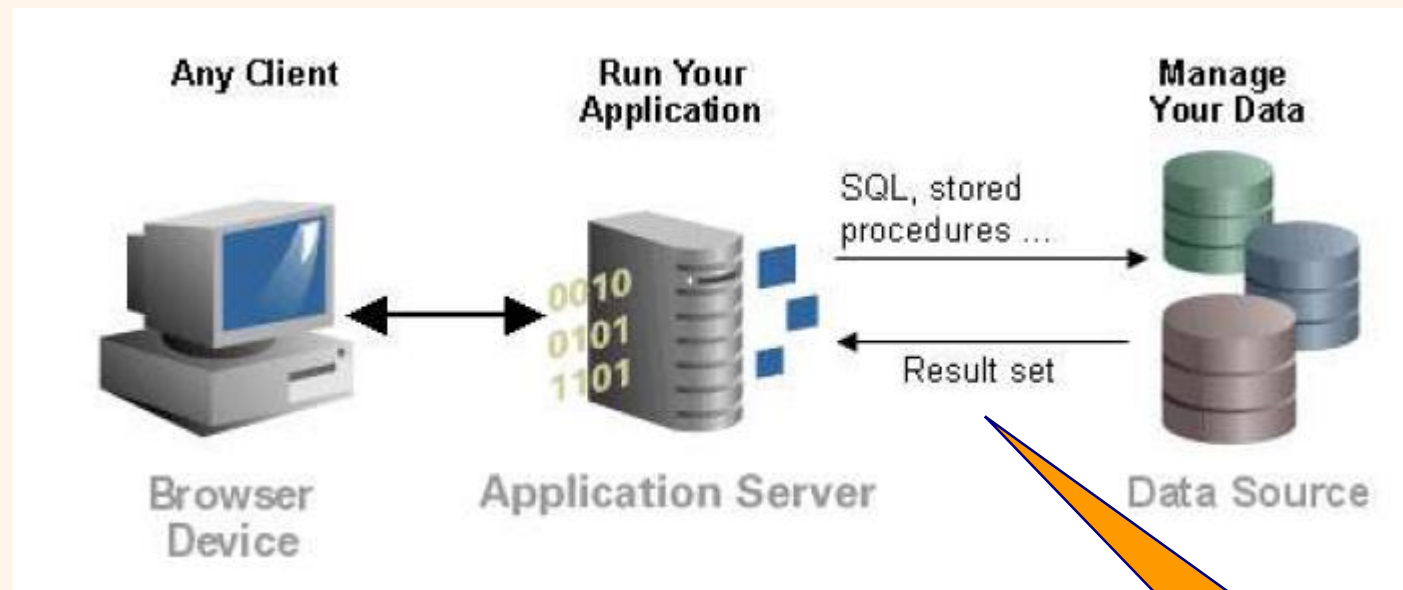 Any Client
Run Your
Application
Manage
Your Data
SQL, stored
procedures ...
0010
0101
1101
Result set
Browser
Device
Application Server
Data Source